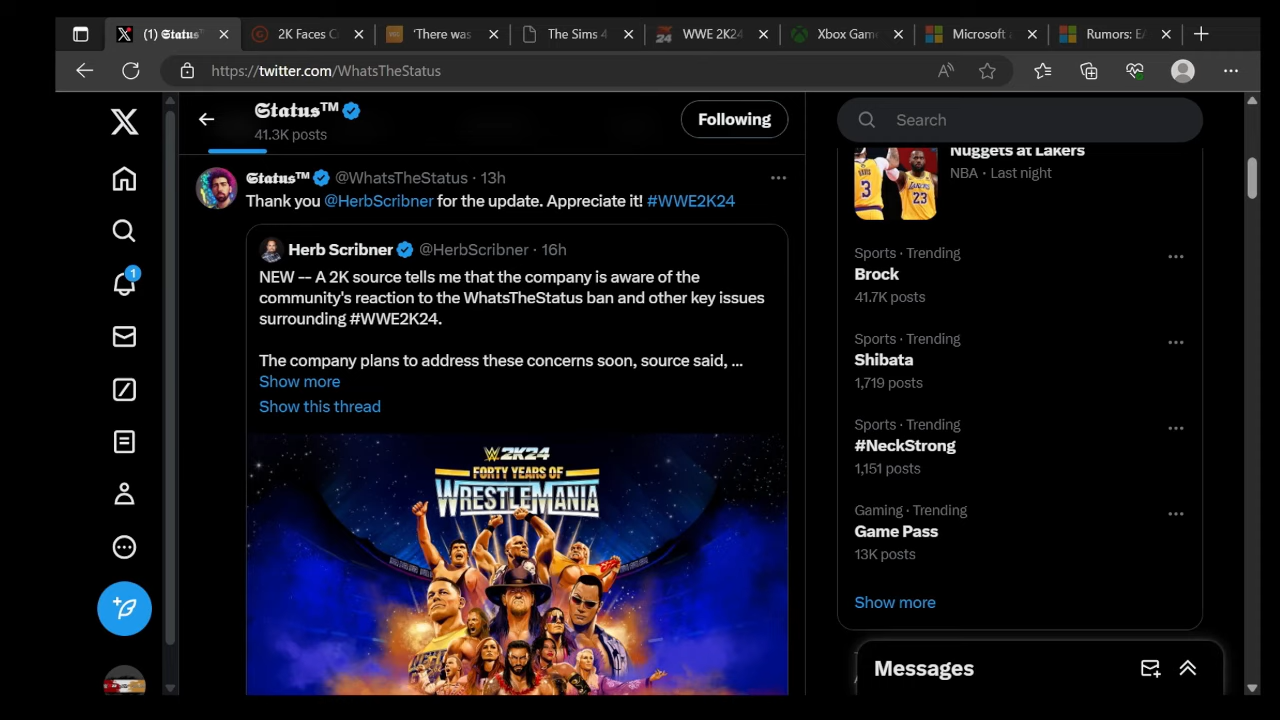 (1) 𝕾𝖙𝖆𝖙𝖚𝖘™
2K Faces C
'There was
The Sims 4
WWE 2K24
Xbox Gam
Microsoft
Rumors: E
https://twitter.com/WhatsTheStatus
𝕾𝖙𝖆𝖙𝖚𝖘™
41.3K posts
Following
𝕾𝖙𝖆𝖙𝖚𝖘™ @WhatsTheStatus · 13h
Thank you @HerbScribner for the update. Appreciate it! #WWE2K24
Herb Scribner @HerbScribner · 16h
NEW -- A 2K source tells me that the company is aware of the
community's reaction to the WhatsTheStatus ban and other key issues
surrounding #WWE2K24.
The company plans to address these concerns soon, source said, ...
Show more
Show this thread
W 2K24
FORTY YEARS OF
WRESTLEMANIA
1
Search
Nuggets at Lakers
NBA · Last night
3
LAKERS
23
Sports · Trending
Brock
41.7K posts
Sports · Trending
Shibata
1,719 posts
Sports · Trending
#NeckStrong
1,151 posts
Gaming · Trending
Game Pass
13K posts
Show more
Messages